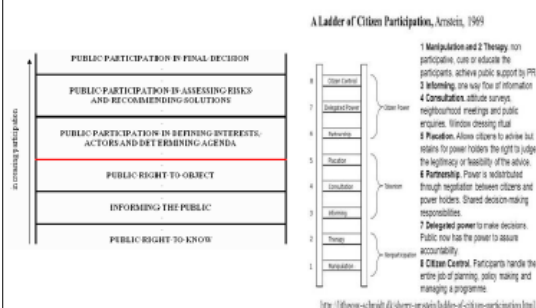 A Ladder of Citizen Participation, Arnstein, 1969
PUBLIC PARTICIPATION IN FINAL DECISION
PUBLIC PARTICIPATION IN ASSESSING RISKS
AND RECOMMENDING SOLUTIONS
PUBLIC PARTICIPATION IN DEFINING INTERESTS,
ACTORS AND DETERMINING AGENDA
PUBLIC RIGHT TO OBJECT
INFORMING THE PUBLIC
PUBLIC RIGHT TO KNOW
increasing participation
8 Citizen Control
7 Delegated Power
6 Partnership
5 Placation
4 Consultation
3 Informing
2 Therapy
1 Manipulation
Citizen Power
Tokenism
Nonparticipation
1 Manipulation and 2 Therapy. non
participative, cure or educate the
participants, achieve public support by PR
3 Informing, one way flow of information
4 Consultation, attitude surveys,
neighbourhood meetings and public
enquiries. Window dressing ritual
5 Placation. Allows citizens to advise but
retains for power holders the right to judge
the legitimacy or feasibility of the advice.
6 Partnership. Power is redistributed
through negotiation between citizens and
power holders. Shared decision-making
responsibilities.
7 Delegated power to make decisions.
Public now has the power to assure
accountability.
8 Citizen Control. Participants handle the
entire job of planning, policy making and
managing a programme.